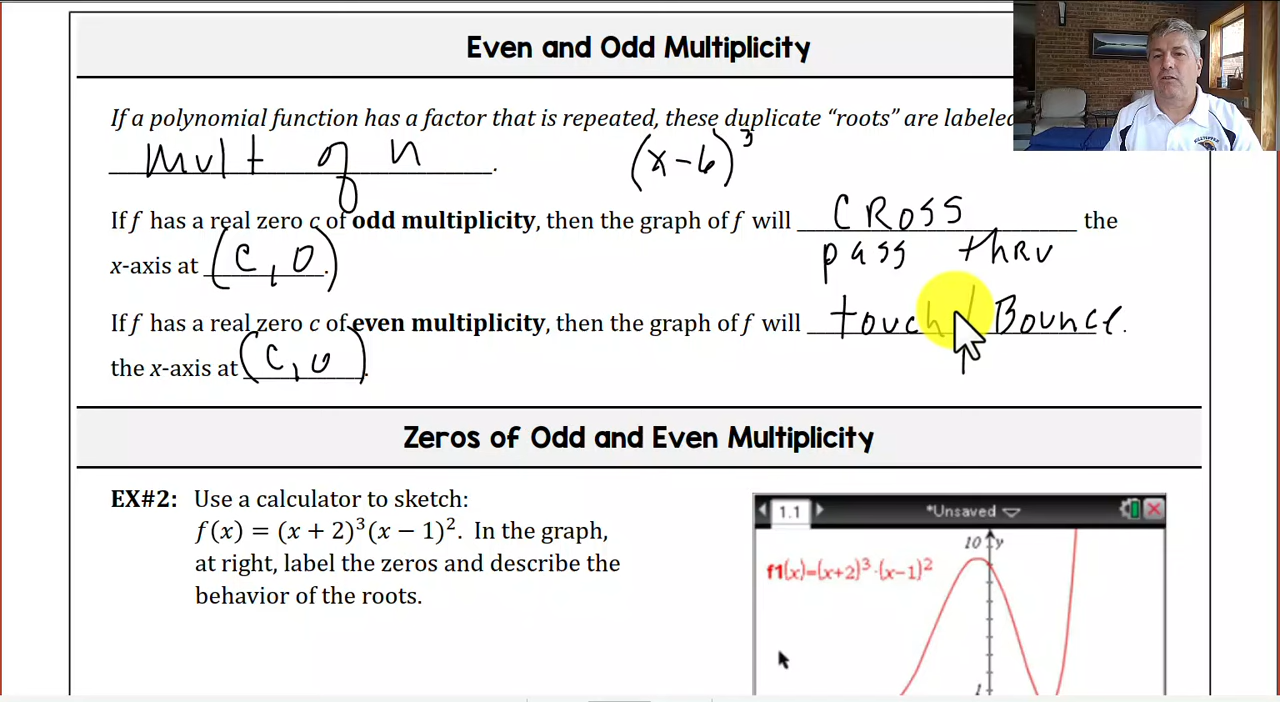 Even and Odd Multiplicity
If a polynomial function has a factor that is repeated, these duplicate “roots” are labeled
mult of n.
(x-6)³
If f has a real zero c of odd multiplicity, then the graph of f will CROSS the
pass thru
x-axis at (c, 0).
If f has a real zero c of even multiplicity, then the graph of f will touch/Bounce.
the x-axis at (c, 0).
Zeros of Odd and Even Multiplicity
EX#2: Use a calculator to sketch:
f(x) = (x + 2)³(x − 1)². In the graph,
at right, label the zeros and describe the
behavior of the roots.
1.1 *Unsaved
10 y
f1(x)=(x+2)³·(x-1)²
1